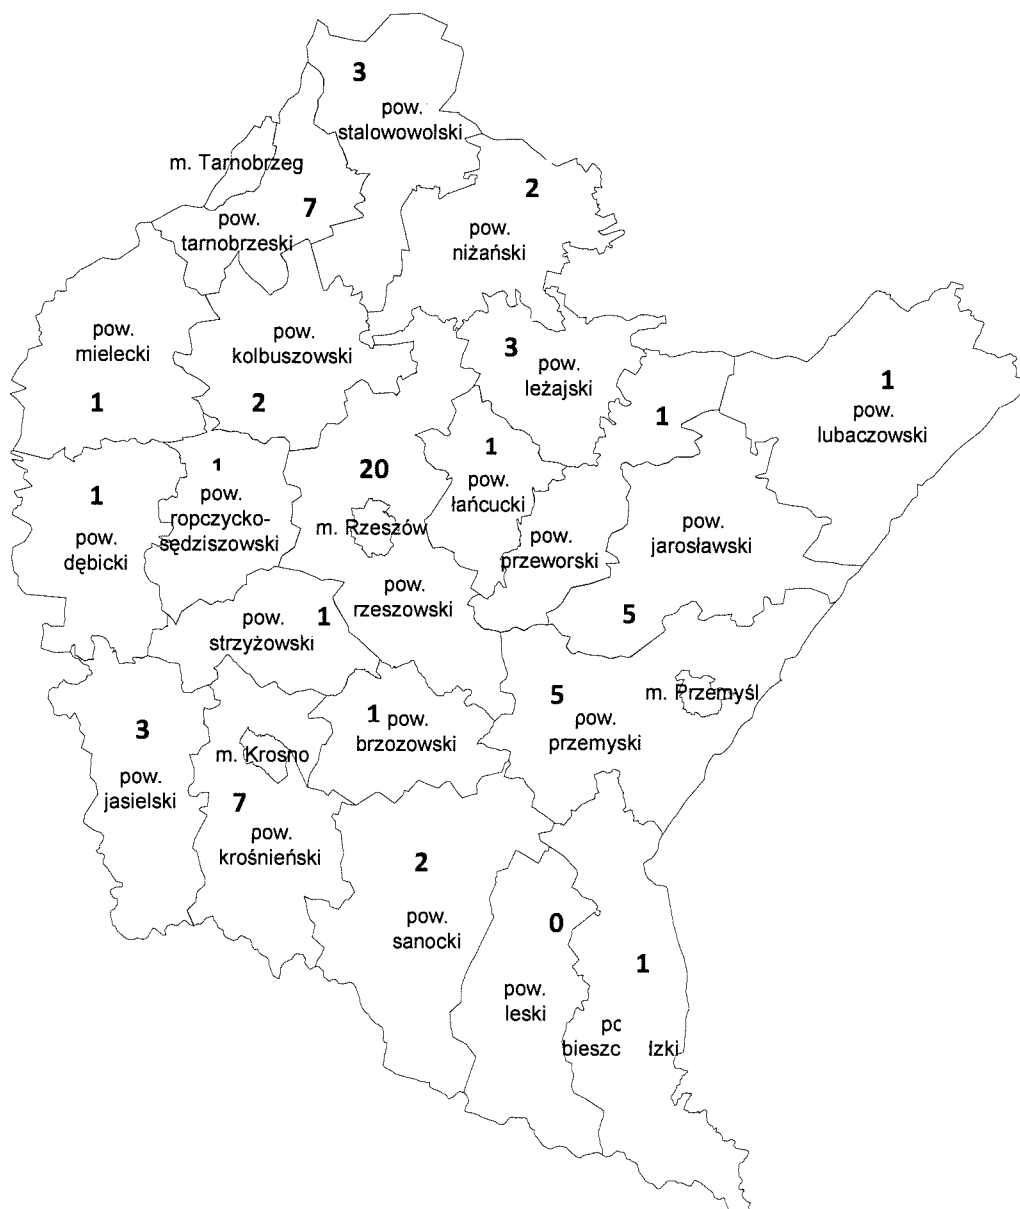 3
pow.
stalowowolski
m. Tarnobrzeg
7
pow.
tarnobrzeski
2
pow.
niżański
pow.
mielecki
1
pow.
kolbuszowski
2
3
pow.
leżajski
1
1
pow.
lubaczowski
1
pow.
dębicki
1
pow.
ropczycko-
sędziszowski
20
m. Rzeszów
pow.
rzeszowski
1
pow.
łańcucki
pow.
przeworski
pow.
jarosławski
5
pow.
strzyżowski
1
5
m. Przemyśl
pow.
przemyski
3
pow.
jasielski
m. Krosno
7
pow.
krośnieński
1 pow.
brzozowski
2
pow.
sanocki
0
pow.
leski
1
pc
bieszc dzki